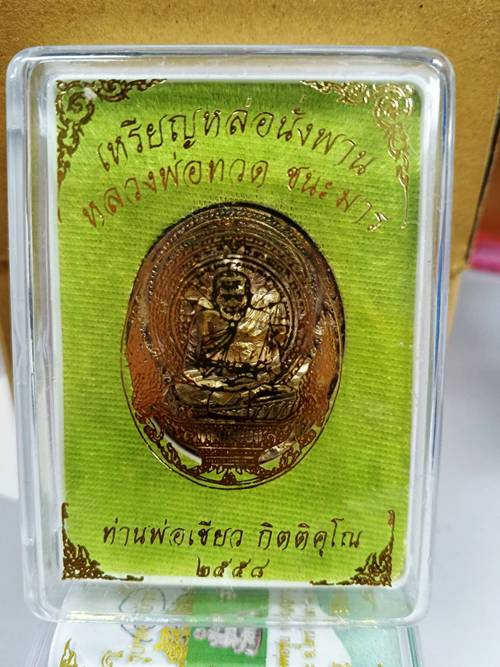 เหรียญหล่อนั่งพาน
หลวงพ่อทวด ชนะมาร
ท่านพ่อเขียว กิตติคุโณ
๒๕๕๘